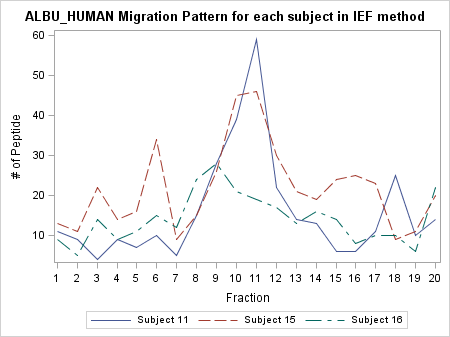 ALBU_HUMAN Migration Pattern for each subject in IEF method
# of Peptide
60
50
40
30
20
10
1 2 3 4 5 6 7 8 9 10 11 12 13 14 15 16 17 18 19 20
Fraction
Subject 11 Subject 15 Subject 16